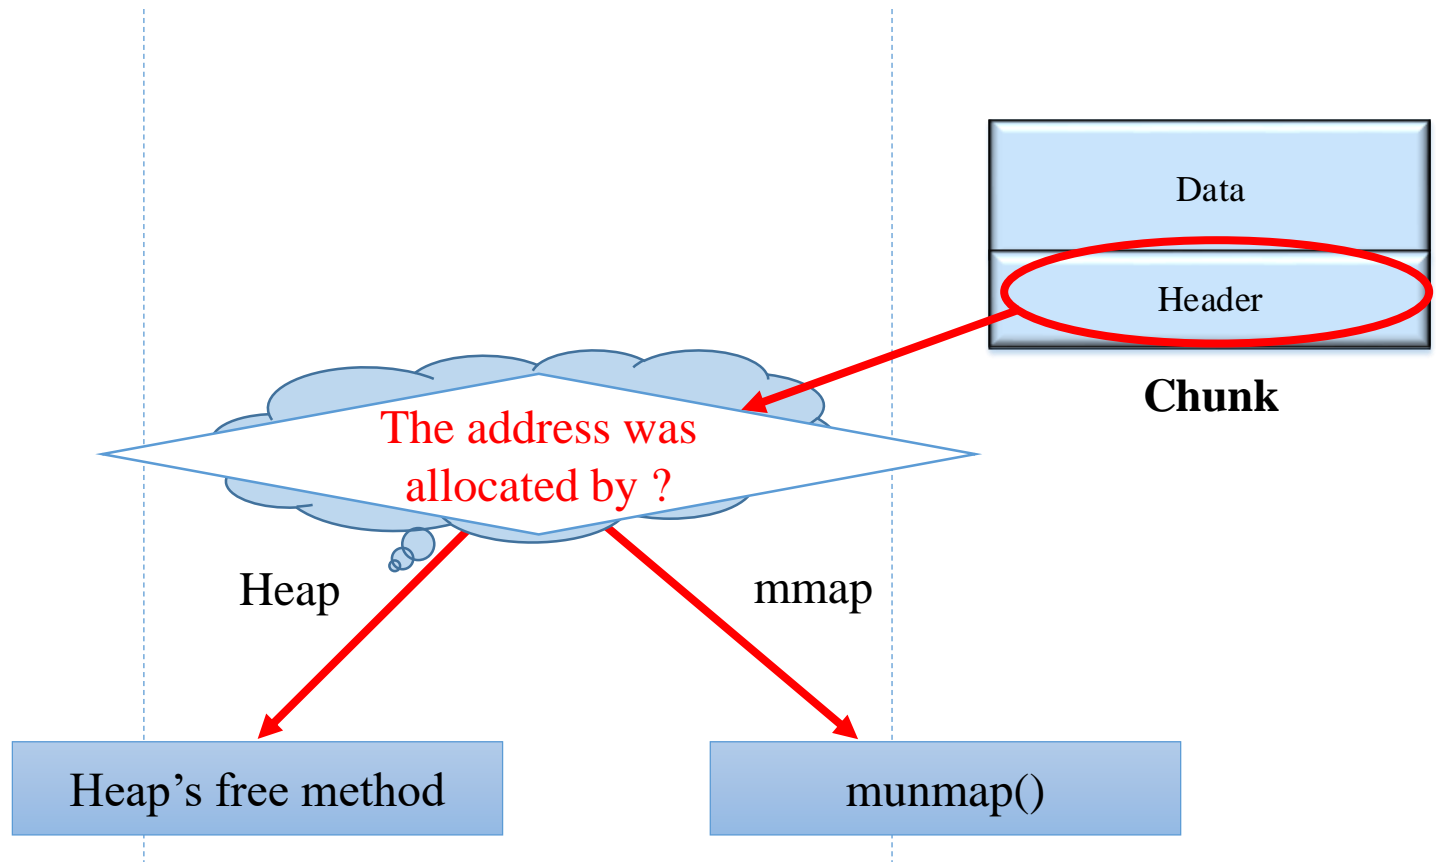 Data
Header
Chunk
The address was
allocated by ?
Heap
mmap
Heap’s free method
munmap()